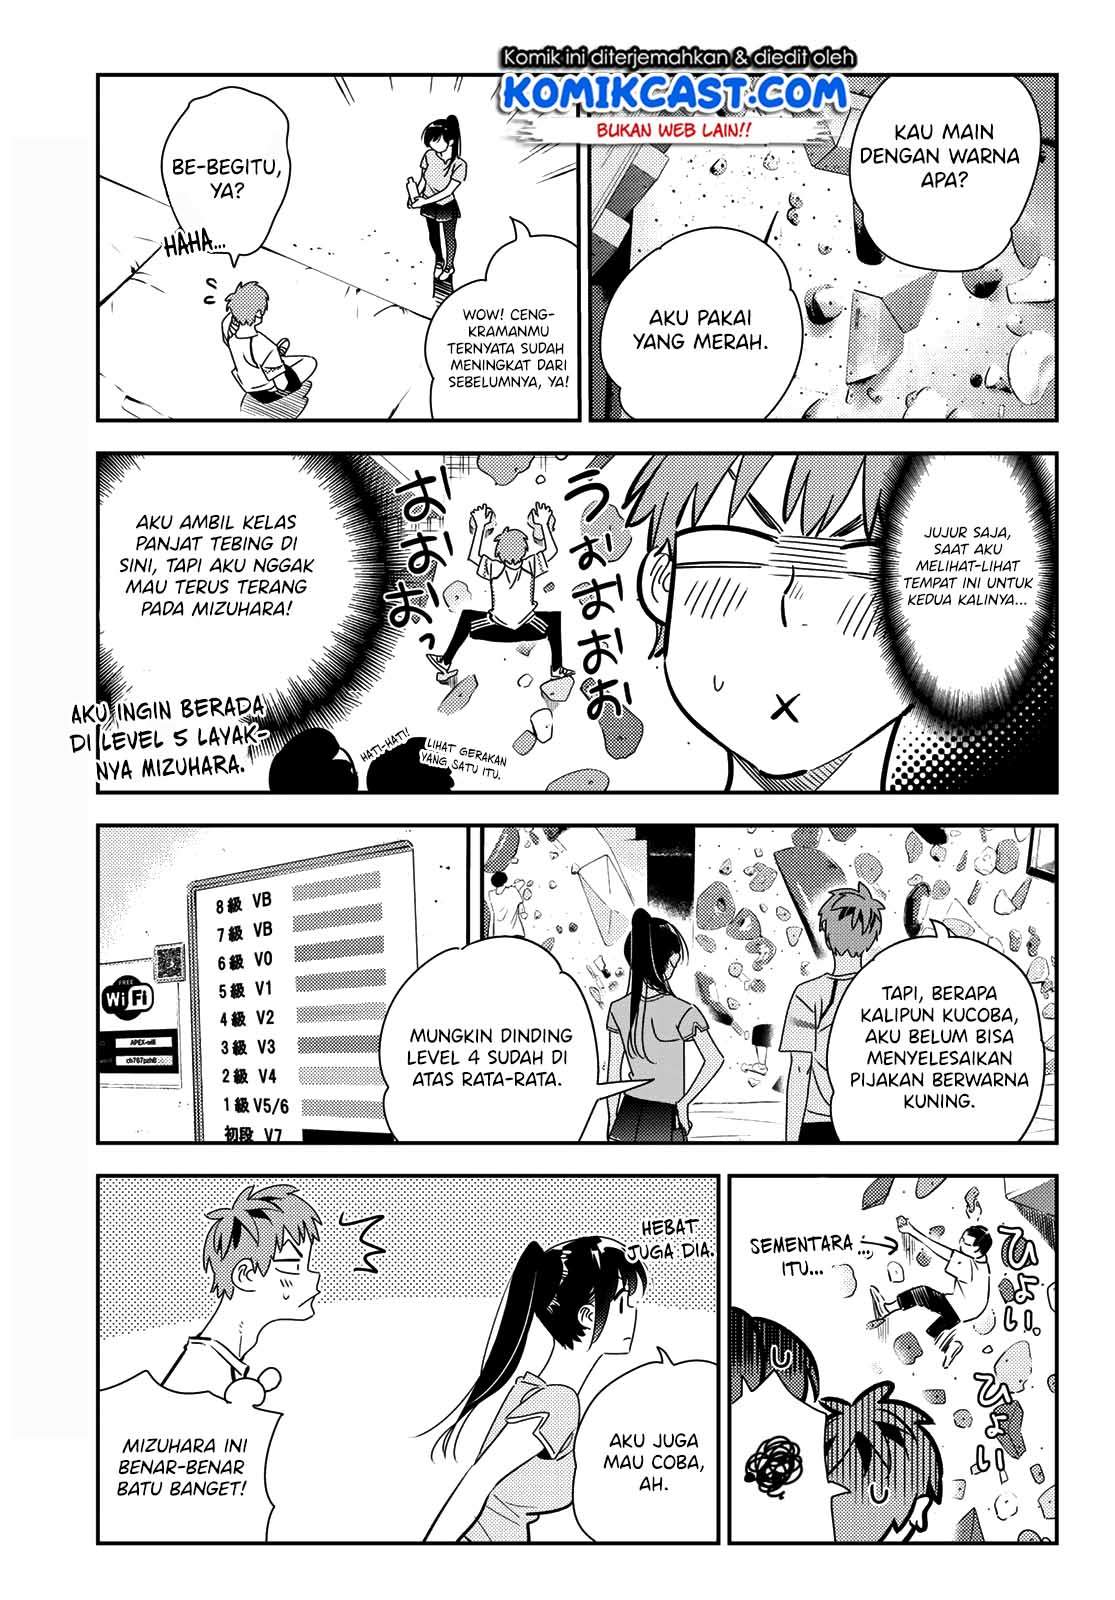 Komik ini diterjemahkan & diedit oleh
KOMIKCAST.COM
BUKAN WEB LAIN!!
KAU MAIN
DENGAN WARNA
APA?
AKU PAKAI
YANG MERAH.
WOW! CENG-
KRAMANMU
TERNYATA SUDAH
MENINGKAT DARI
SEBELUMNYA, YA!
BE-BEGITU,
YA?
HAHA...
JUJUR SAJA,
SAAT AKU
MELIHAT-LIHAT
TEMPAT INI UNTUK
KEDUA KALINYA...
うおおおお
おおおおっ
AKU AMBIL KELAS
PANJAT TEBING DI
SINI, TAPI AKU NGGAK
MAU TERUS TERANG
PADA MIZUHARA!
AKU INGIN BERADA
DI LEVEL 5 LAYAK-
NYA MIZUHARA.
HATI-HATI!
LIHAT GERAKAN
YANG SATU ITU.
TAPI, BERAPA
KALIPUN KUCOBA,
AKU BELUM BISA
MENYELESAIKAN
PIJAKAN BERWARNA
KUNING.
MUNGKIN DINDING
LEVEL 4 SUDAH DI
ATAS RATA-RATA.
8級 VB
7級 VB
6級 V0
5級 V1
4級 V2
3級 V3
2級 V4
1級 V5/6
初段 V7
FREE
WiFi
APEX-wifi
ch767pzh8
SEMENTARA
ITU...
ひょい
ひょい
HEBAT
JUGA DIA.
AKU JUGA
MAU COBA,
AH.
MIZUHARA INI
BENAR-BENAR
BATU BANGET!